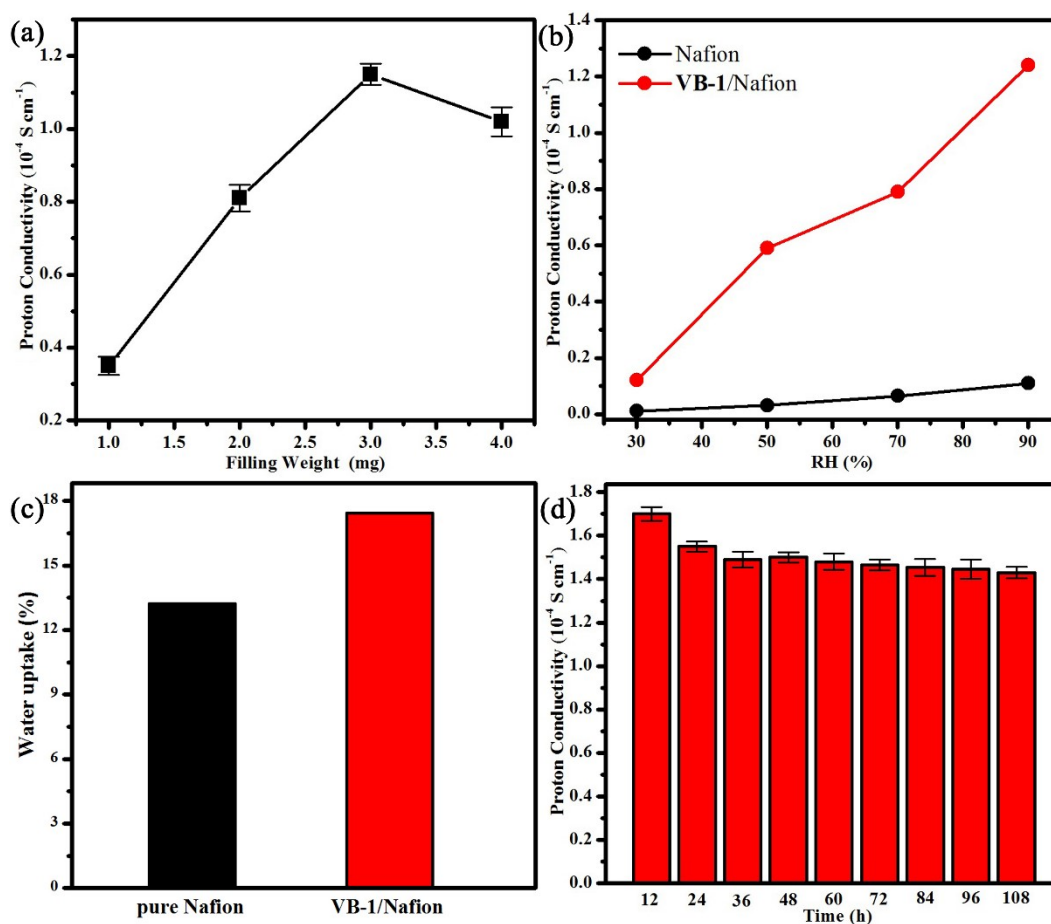 (a)
Proton Conductivity (10⁻⁴ S cm⁻¹)
1.2
1.0
0.8
0.6
0.4
0.2
1.0 1.5 2.0 2.5 3.0 3.5 4.0
Filling Weight (mg)
(b)
Nafion
VB-1/Nafion
Proton Conductivity (10⁻⁴ S cm⁻¹)
1.4
1.2
1.0
0.8
0.6
0.4
0.2
0.0
30 40 50 60 70 80 90
RH (%)
(c)
Water uptake (%)
18
15
12
9
6
3
0
pure Nafion VB-1/Nafion
(d)
Proton Conductivity (10⁻⁴ S cm⁻¹)
1.8
1.6
1.4
1.2
1.0
0.8
0.6
0.4
0.2
0.0
12 24 36 48 60 72 84 96 108
Time (h)